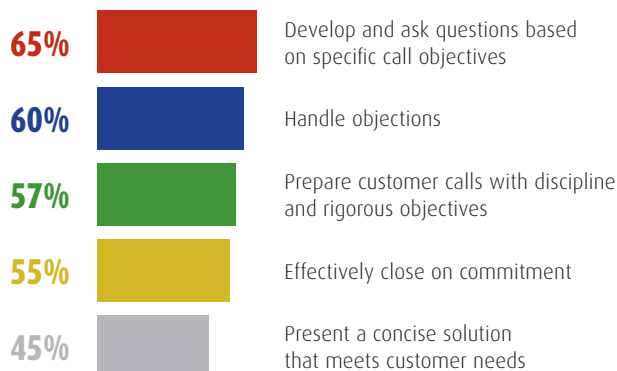 65%
Develop and ask questions based
on specific call objectives
60%
Handle objections
57%
Prepare customer calls with discipline
and rigorous objectives
55%
Effectively close on commitment
45%
Present a concise solution
that meets customer needs